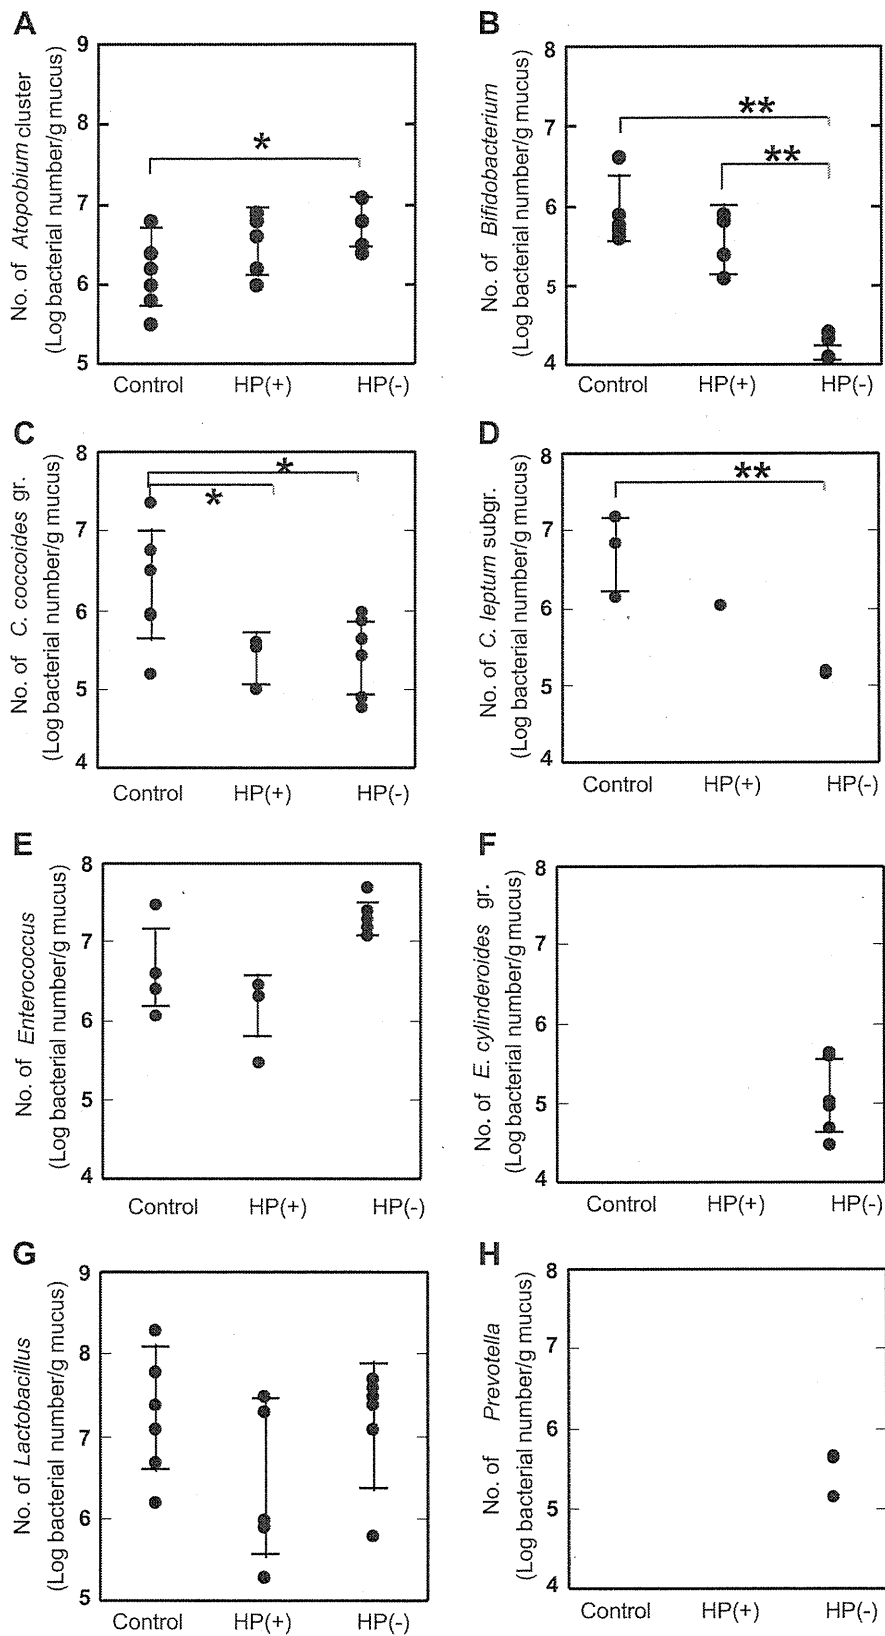 A
No. of Atopobium cluster
(Log bacterial number/g mucus)
9
8
7
6
5
*
Control HP(+) HP(-)
B
No. of Bifidobacterium
(Log bacterial number/g mucus)
8
7
6
5
4
**
**
Control HP(+) HP(-)
C
No. of C. coccoides gr.
(Log bacterial number/g mucus)
8
7
6
5
4
*
*
Control HP(+) HP(-)
D
No. of C. leptum subgr.
(Log bacterial number/g mucus)
8
7
6
5
4
**
Control HP(+) HP(-)
E
No. of Enterococcus
(Log bacterial number/g mucus)
8
7
6
5
4
Control HP(+) HP(-)
F
No. of E. cylinderoides gr.
(Log bacterial number/g mucus)
8
7
6
5
4
Control HP(+) HP(-)
G
No. of Lactobacillus
(Log bacterial number/g mucus)
9
8
7
6
5
Control HP(+) HP(-)
H
No. of Prevotella
(Log bacterial number/g mucus)
8
7
6
5
4
Control HP(+) HP(-)